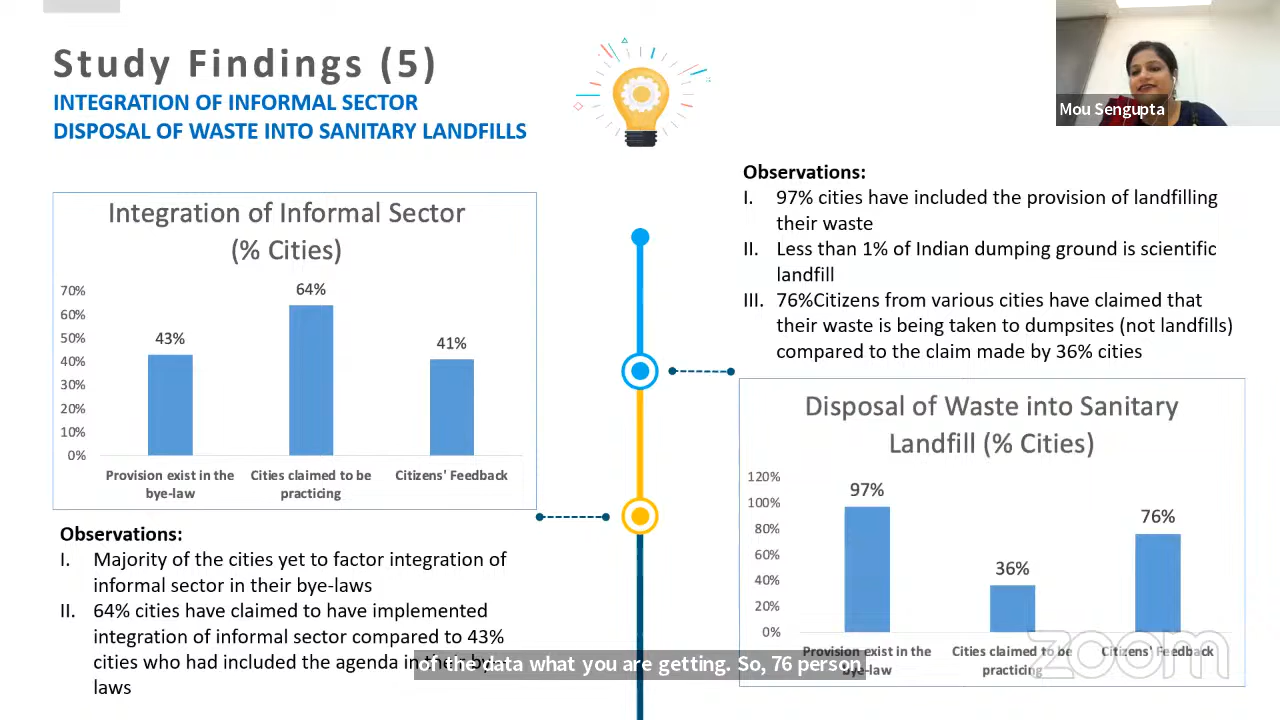 Study Findings (5)
INTEGRATION OF INFORMAL SECTOR
DISPOSAL OF WASTE INTO SANITARY LANDFILLS
Mou Sengupta
Integration of Informal Sector
(% Cities)
70%
60%
50%
40%
30%
20%
10%
0%
43%
64%
41%
Provision exist in the
bye-law
Cities claimed to be
practicing
Citizens' Feedback
Observations:
I. Majority of the cities yet to factor integration of
informal sector in their bye-laws
II. 64% cities have claimed to have implemented
integration of informal sector compared to 43%
cities who had included the agenda in their by
laws
Observations:
I. 97% cities have included the provision of landfilling
their waste
II. Less than 1% of Indian dumping ground is scientific
landfill
III. 76%Citizens from various cities have claimed that
their waste is being taken to dumpsites (not landfills)
compared to the claim made by 36% cities
Disposal of Waste into Sanitary
Landfill (% Cities)
120%
100%
80%
60%
40%
20%
0%
97%
36%
76%
Provision exist in the
bye-law
Cities claimed to be
practicing
Citizens' Feedback
of the data what you are getting. So, 76 person
zoom